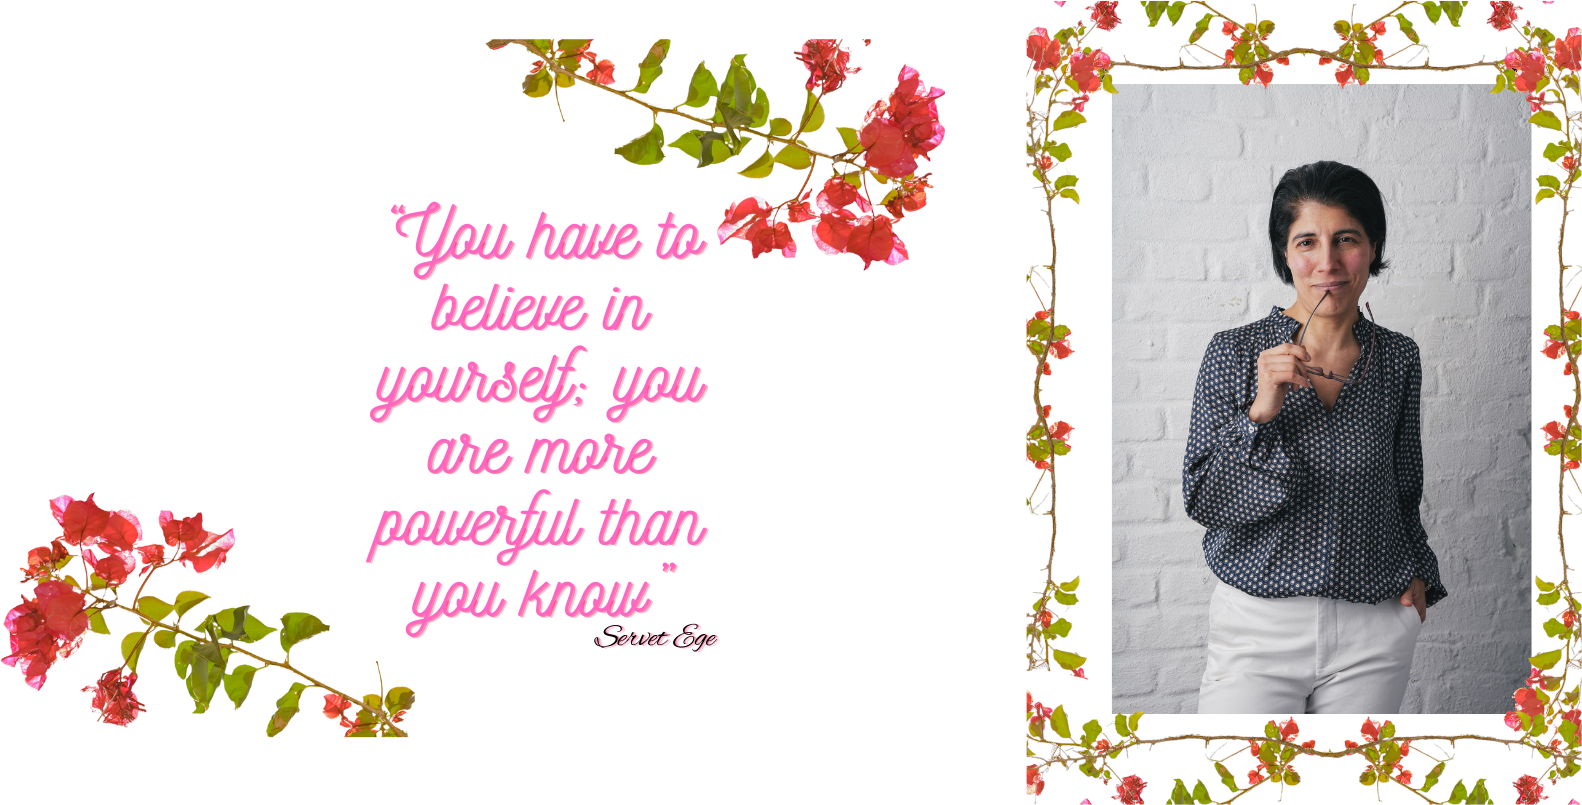 “You have to
believe in
yourself; you
are more
powerful than
you know”
Servet Ege